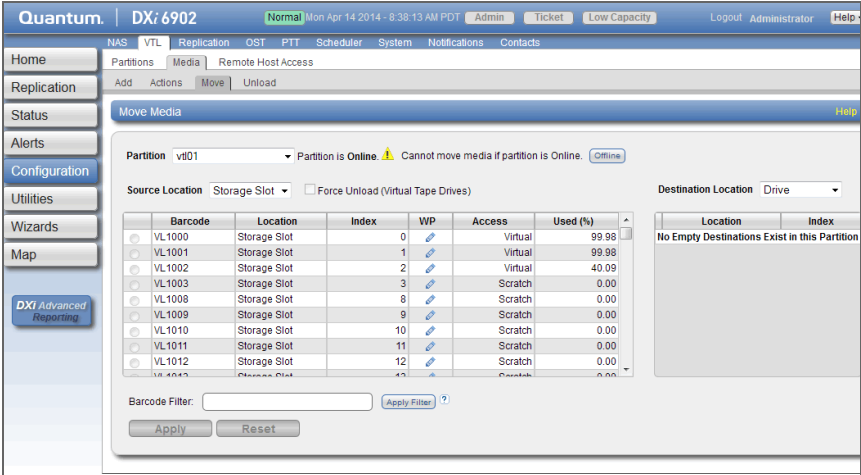 Quantum. DXi 6902 Normal Mon Apr 14 2014 - 8:38:13 AM PDT Admin Ticket Low Capacity Logout Administrator Help
NAS VTL Replication OST PTT Scheduler System Notifications Contacts
Home
Partitions Media Remote Host Access
Replication
Add Actions Move Unload
Status
Move Media Help
Alerts
Partition vtl01 Partition is Online. Cannot move media if partition is Online. Offline
Configuration
Source Location Storage Slot Force Unload (Virtual Tape Drives) Destination Location Drive
Utilities
Wizards
Map
DXi Advanced
Reporting
Barcode Location Index WP Access Used (%) Location Index
VL1000 Storage Slot 0 Virtual 99.98 No Empty Destinations Exist in this Partition
VL1001 Storage Slot 1 Virtual 99.98
VL1002 Storage Slot 2 Virtual 40.09
VL1003 Storage Slot 3 Scratch 0.00
VL1008 Storage Slot 8 Scratch 0.00
VL1009 Storage Slot 9 Scratch 0.00
VL1010 Storage Slot 10 Scratch 0.00
VL1011 Storage Slot 11 Scratch 0.00
VL1012 Storage Slot 12 Scratch 0.00
VL1013 Storage Slot 13 Scratch 0.00
Barcode Filter: Apply Filter ?
Apply Reset